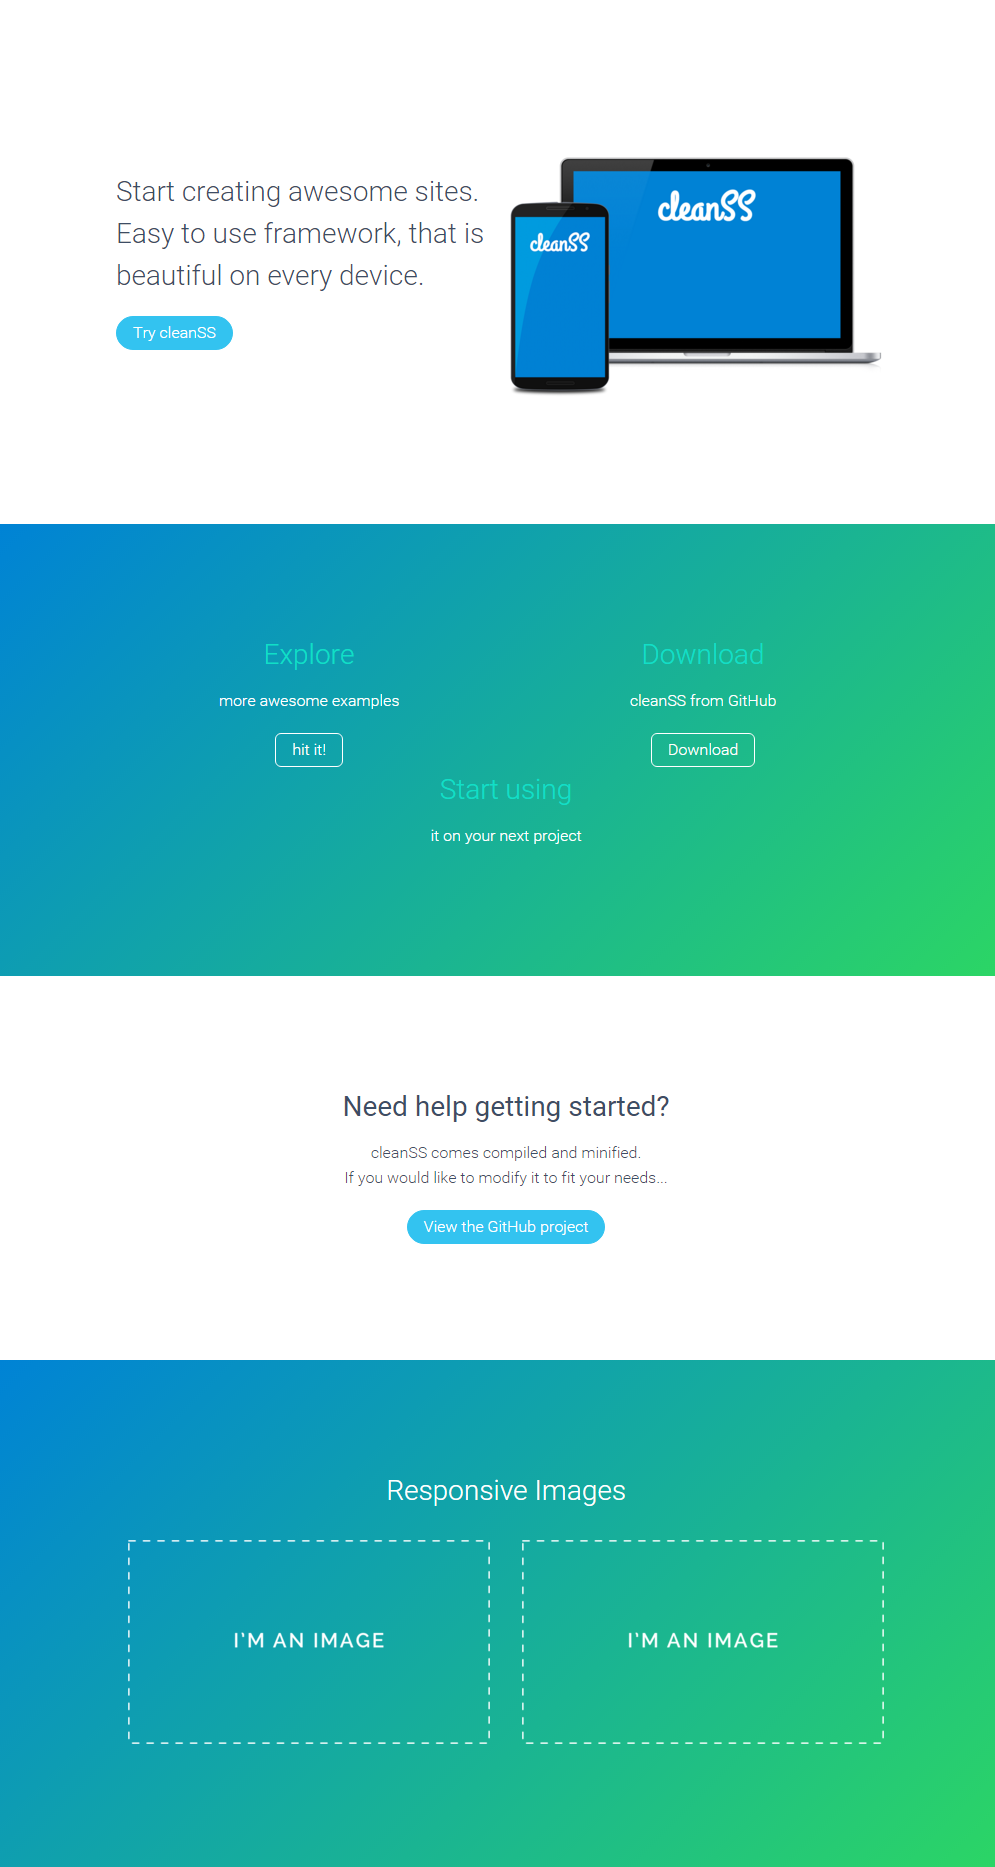 Start creating awesome sites.
Easy to use framework, that is
beautiful on every device.
Try cleanSS
cleanSS
cleanSS
Explore
more awesome examples
hit it!
Download
cleanSS from GitHub
Download
Start using
it on your next project
Need help getting started?
cleanSS comes compiled and minified.
If you would like to modify it to fit your needs...
View the GitHub project
Responsive Images
I'M AN IMAGE
I'M AN IMAGE